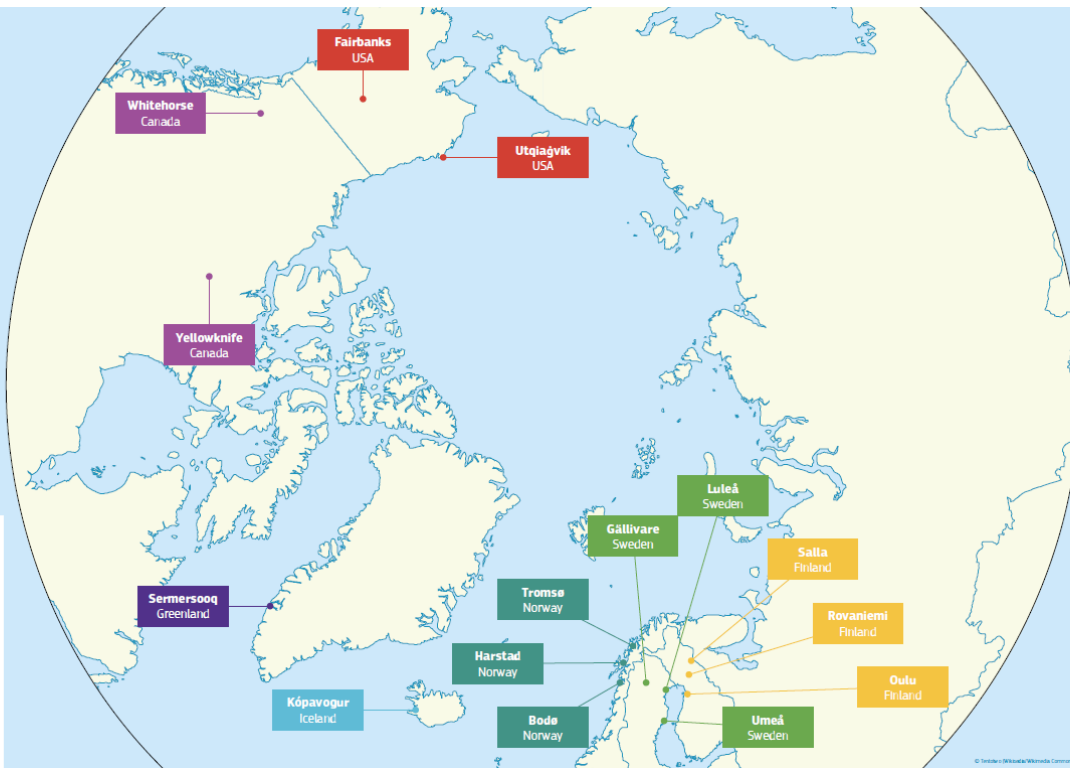 Fairbanks
USA
Whitehorse
Canada
Utqiaġvik
USA
Yellowknife
Canada
Luleå
Sweden
Gällivare
Sweden
Salla
Finland
Tromsø
Norway
Sermersooq
Greenland
Rovaniemi
Finland
Harstad
Norway
Oulu
Finland
Kópavogur
Iceland
Bodø
Norway
Umeå
Sweden